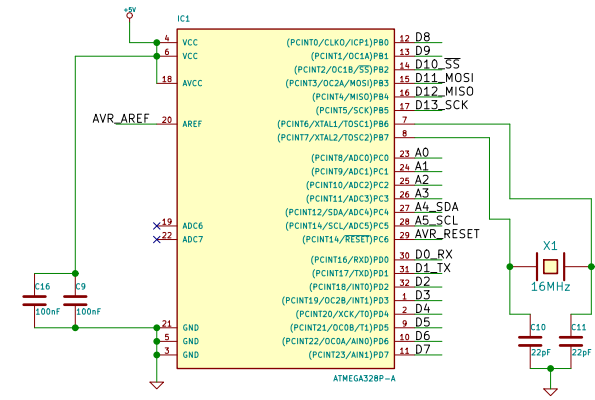 +5V
IC1
4 VCC (PCINT0/CLKO/ICP1)PB0 12 D8
6 VCC (PCINT1/OC1A)PB1 13 D9
(PCINT2/OC1B/SS)PB2 14 D10_SS
18 AVCC (PCINT3/OC2A/MOSI)PB3 15 D11_MOSI
(PCINT4/MISO)PB4 16 D12_MISO
(PCINT5/SCK)PB5 17 D13_SCK
AVR_AREF 20 AREF (PCINT6/XTAL1/TOSC1)PB6 7
(PCINT7/XTAL2/TOSC2)PB7 8
(PCINT8/ADC0)PC0 23 A0
(PCINT9/ADC1)PC1 24 A1
(PCINT10/ADC2)PC2 25 A2
(PCINT11/ADC3)PC3 26 A3
(PCINT12/SDA/ADC4)PC4 27 A4_SDA
19 ADC6 (PCINT14/SCL/ADC5)PC5 28 A5_SCL
22 ADC7 (PCINT14/RESET)PC6 29 AVR_RESET
X1
(PCINT16/RXD)PD0 30 D0_RX
(PCINT17/TXD)PD1 31 D1_TX
C16 C9 (PCINT18/INT0)PD2 32 D2 16MHz
(PCINT19/OC2B/INT1)PD3 1 D3
100nF 100nF (PCINT20/XCK/T0)PD4 2 D4
21 GND (PCINT21/OC0B/T1)PD5 9 D5 C10 C11
5 GND (PCINT22/OC0A/AIN0)PD6 10 D6
3 GND (PCINT23/AIN1)PD7 11 D7 22pF 22pF
ATMEGA328P-A